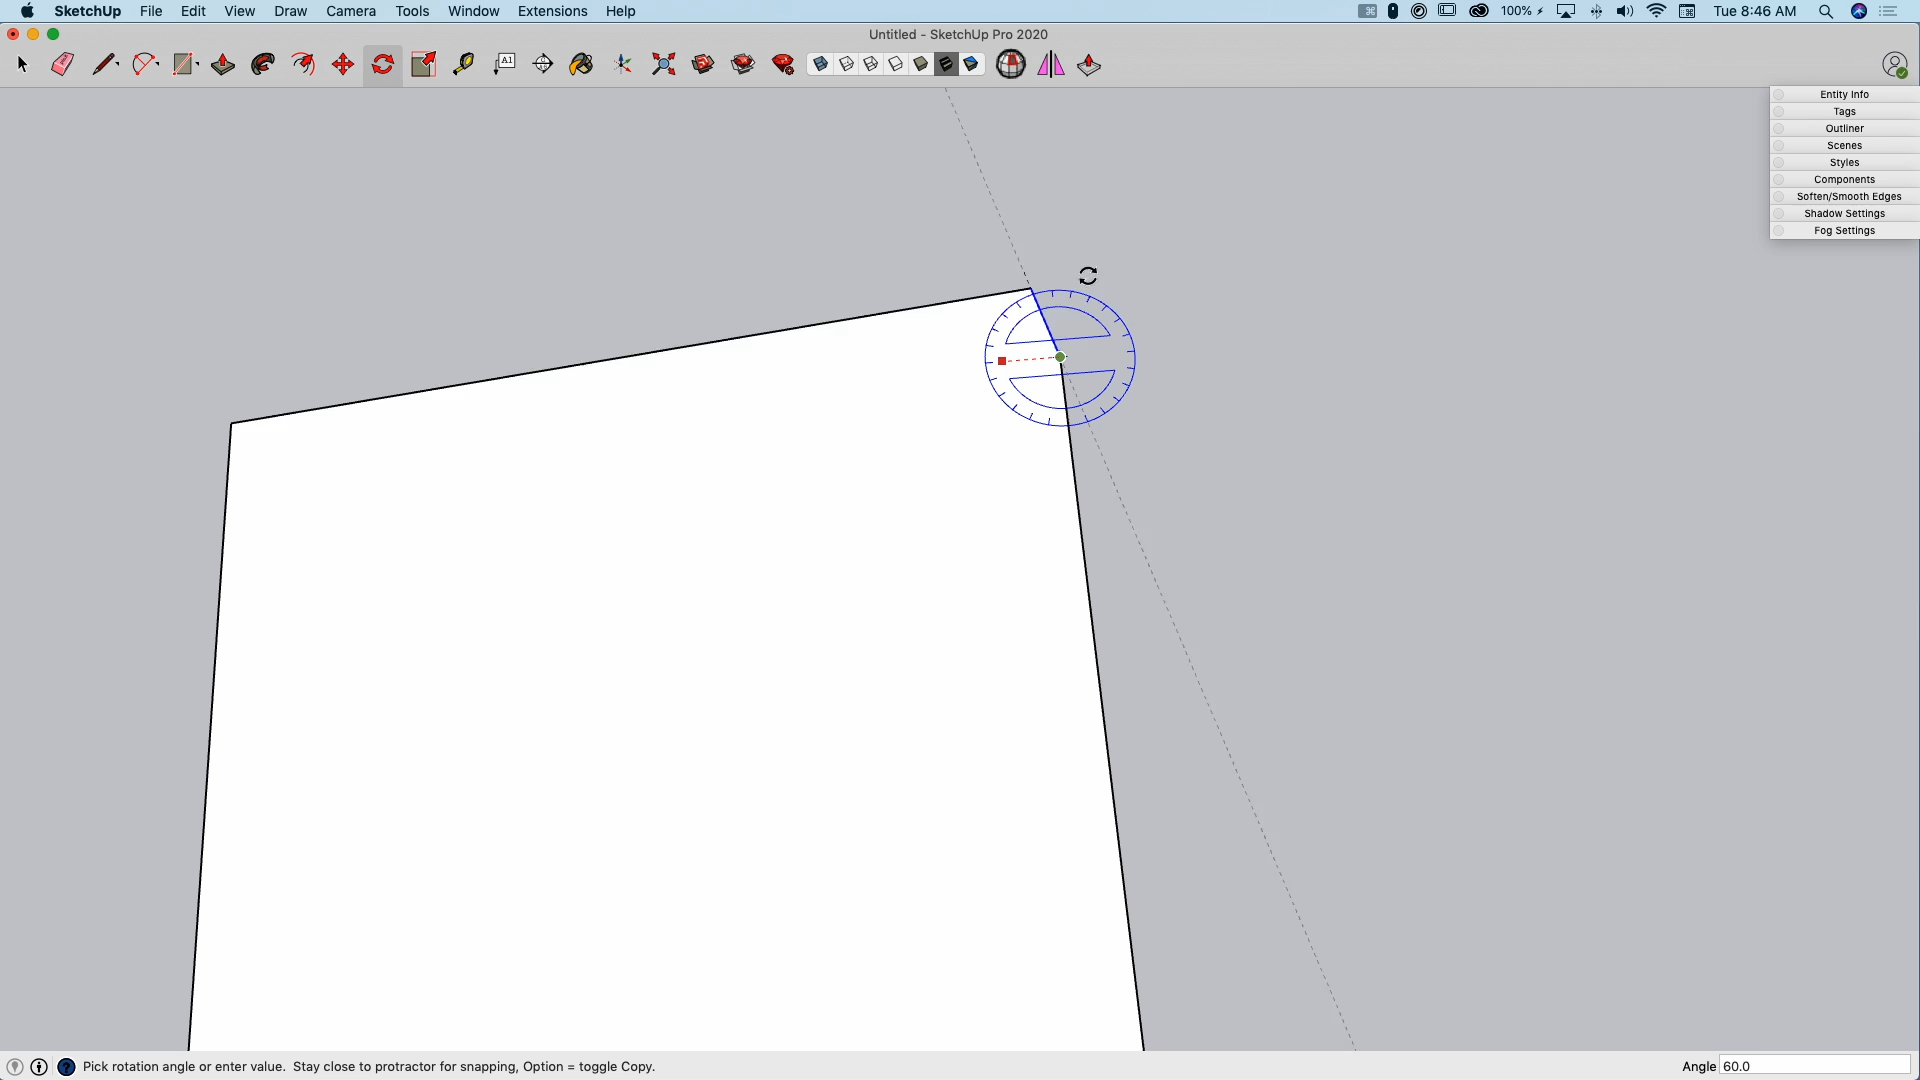 SketchUp File Edit View Draw Camera Tools Window Extensions Help 100% Tue 8:46 AM
Untitled - SketchUp Pro 2020
A1
Entity Info
Tags
Outliner
Scenes
Styles
Components
Soften/Smooth Edges
Shadow Settings
Fog Settings
Pick rotation angle or enter value. Stay close to protractor for snapping, Option = toggle Copy. Angle 60.0